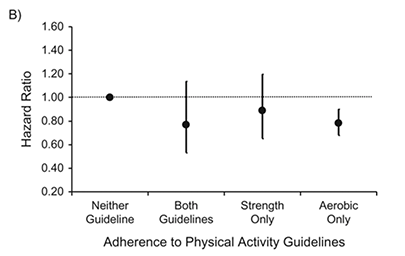 B)
Hazard Ratio
1.60
1.40
1.20
1.00
0.80
0.60
0.40
0.20
Neither
Guideline
Both
Guidelines
Strength
Only
Aerobic
Only
Adherence to Physical Activity Guidelines